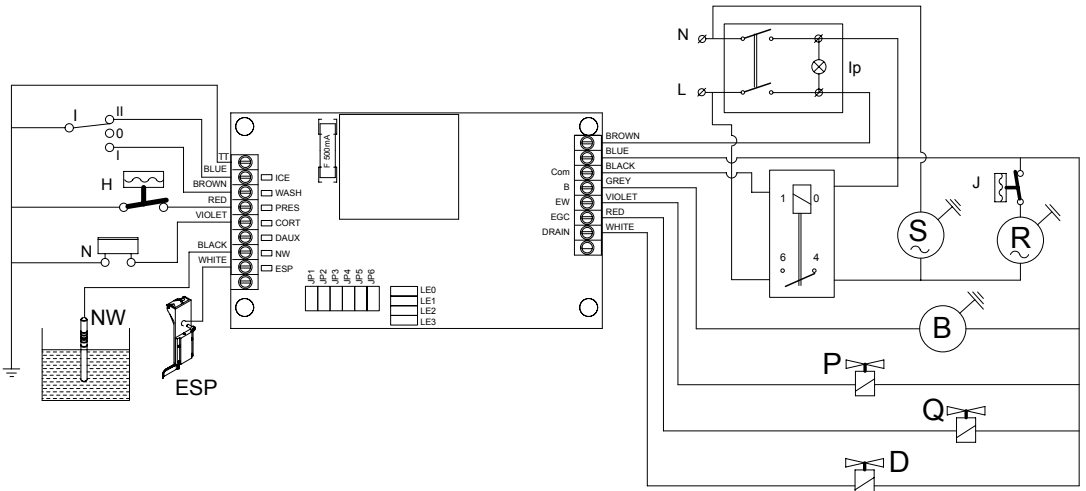 N
L
Ip
I
II
0
I
H
N
NW
ESP
TT
BLUE
BROWN
RED
VIOLET
BLACK
WHITE
ICE
WASH
PRES
CORT
DAUX
NW
ESP
F 500mA
JP1
JP2
JP3
JP4
JP5
JP6
LE0
LE1
LE2
LE3
Com
B
EW
EGC
DRAIN
BROWN
BLUE
BLACK
GREY
VIOLET
RED
WHITE
1 0
6 4
S
J
R
B
P
Q
D